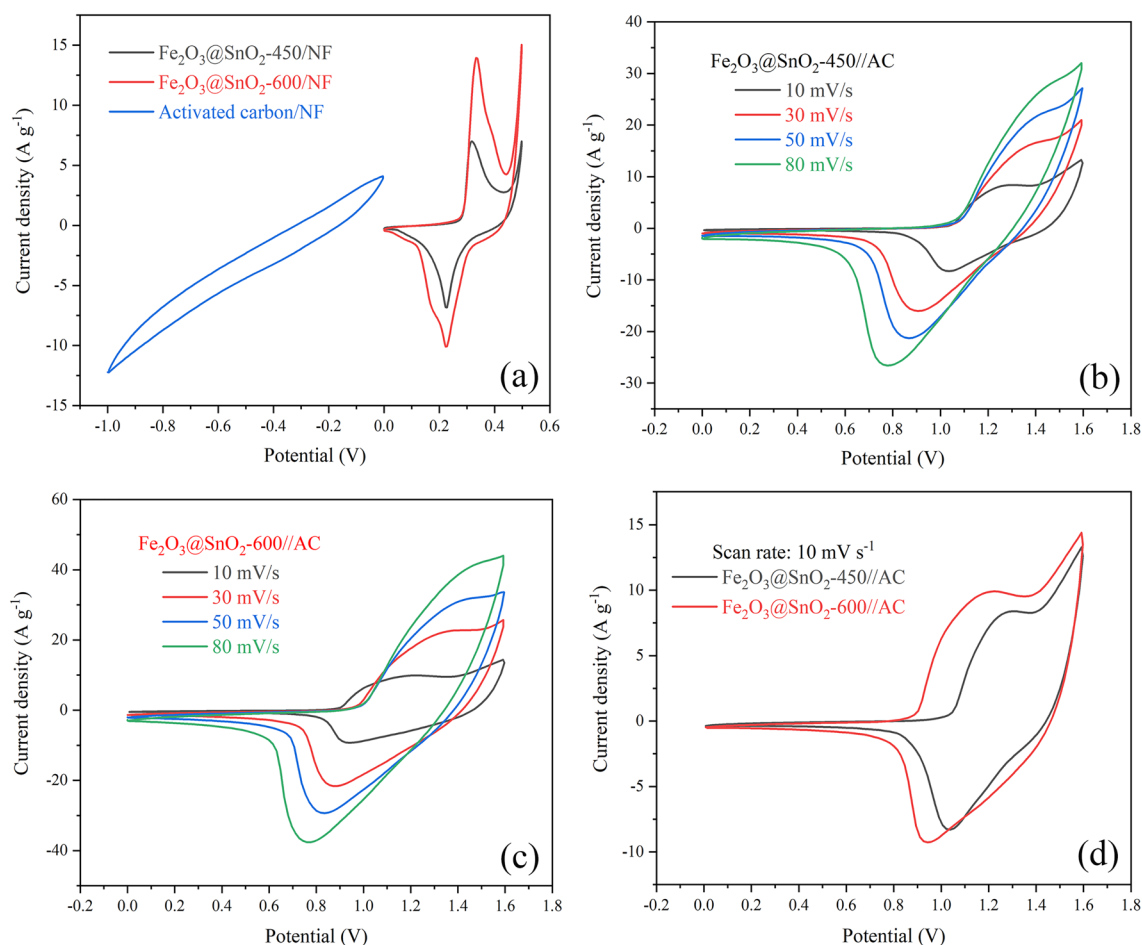 Fe₂O₃@SnO₂-450/NF
Fe₂O₃@SnO₂-600/NF
Activated carbon/NF
15
10
5
0
-5
-10
-15
Current density (A g⁻¹)
-1.0 -0.8 -0.6 -0.4 -0.2 0.0 0.2 0.4 0.6
Potential (V)
(a)
Fe₂O₃@SnO₂-450//AC
10 mV/s
30 mV/s
50 mV/s
80 mV/s
40
30
20
10
0
-10
-20
-30
Current density (A g⁻¹)
-0.2 0.0 0.2 0.4 0.6 0.8 1.0 1.2 1.4 1.6 1.8
Potential (V)
(b)
Fe₂O₃@SnO₂-600//AC
10 mV/s
30 mV/s
50 mV/s
80 mV/s
60
40
20
0
-20
-40
Current density (A g⁻¹)
-0.2 0.0 0.2 0.4 0.6 0.8 1.0 1.2 1.4 1.6 1.8
Potential (V)
(c)
Scan rate: 10 mV s⁻¹
Fe₂O₃@SnO₂-450//AC
Fe₂O₃@SnO₂-600//AC
15
10
5
0
-5
-10
Current density (A g⁻¹)
-0.2 0.0 0.2 0.4 0.6 0.8 1.0 1.2 1.4 1.6 1.8
Potential (V)
(d)